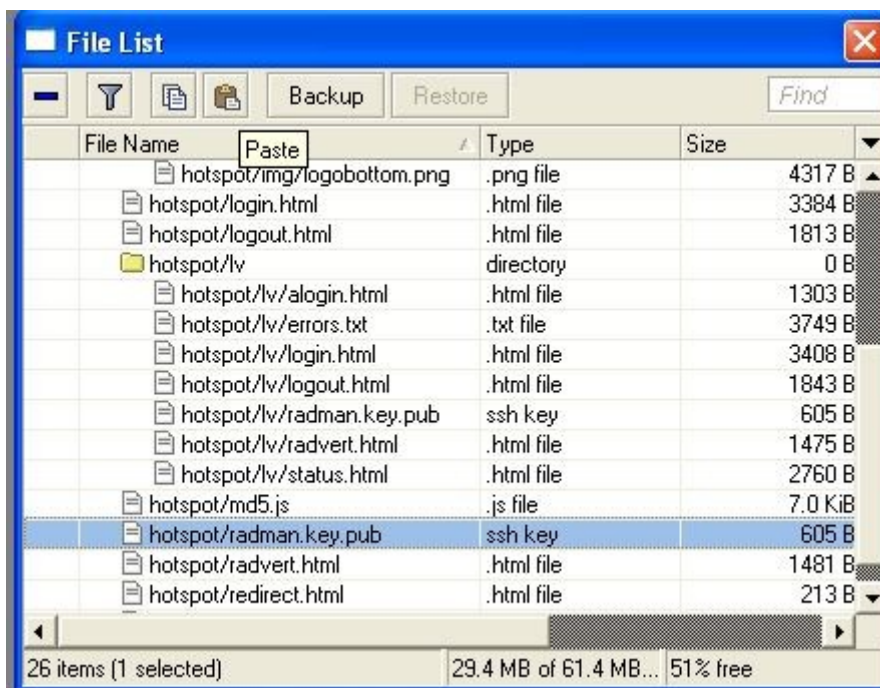 File List
Backup Restore Find
File Name Type Size
Paste
hotspot/img/logobottom.png .png file 4317 B
hotspot/login.html .html file 3384 B
hotspot/logout.html .html file 1813 B
hotspot/lv directory 0 B
hotspot/lv/alogin.html .html file 1303 B
hotspot/lv/errors.txt .txt file 3749 B
hotspot/lv/login.html .html file 3408 B
hotspot/lv/logout.html .html file 1843 B
hotspot/lv/radman.key.pub ssh key 605 B
hotspot/lv/radvert.html .html file 1475 B
hotspot/lv/status.html .html file 2760 B
hotspot/md5.js .js file 7.0 KiB
hotspot/radman.key.pub ssh key 605 B
hotspot/radvert.html .html file 1481 B
hotspot/redirect.html .html file 213 B
26 items (1 selected) 29.4 MB of 61.4 MB... 51% free